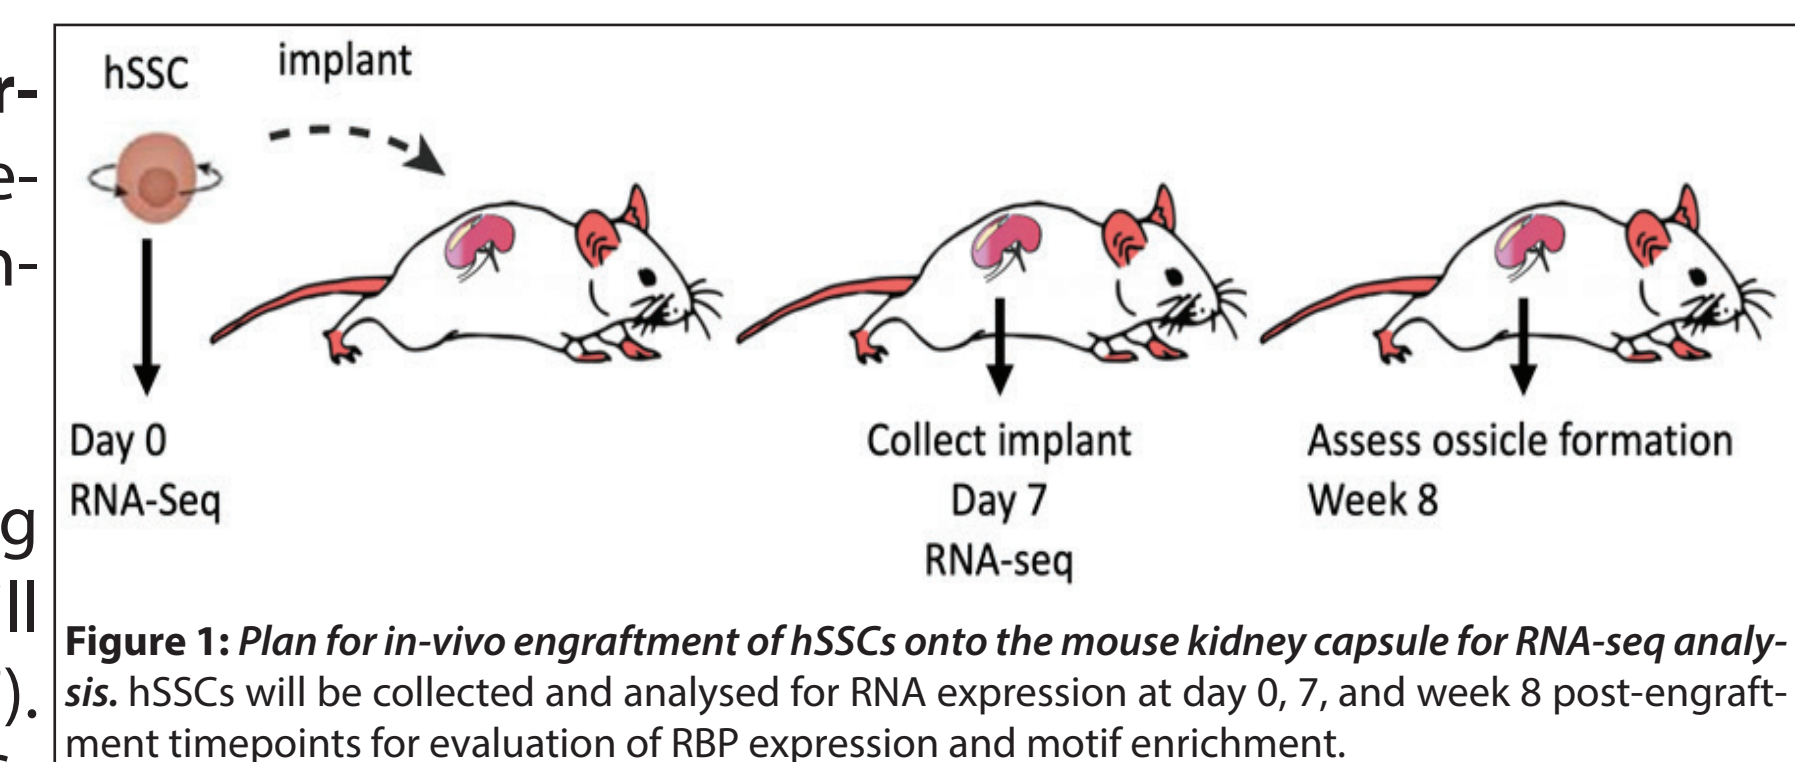 hSSC
implant
r-
e-
n-
Day 0
RNA-Seq
Collect implant
Day 7
RNA-seq
Assess ossicle formation
Week 8
g
ll
).
Figure 1: Plan for in-vivo engraftment of hSSCs onto the mouse kidney capsule for RNA-seq analy-
sis. hSSCs will be collected and analysed for RNA expression at day 0, 7, and week 8 post-engraft-
ment timepoints for evaluation of RBP expression and motif enrichment.